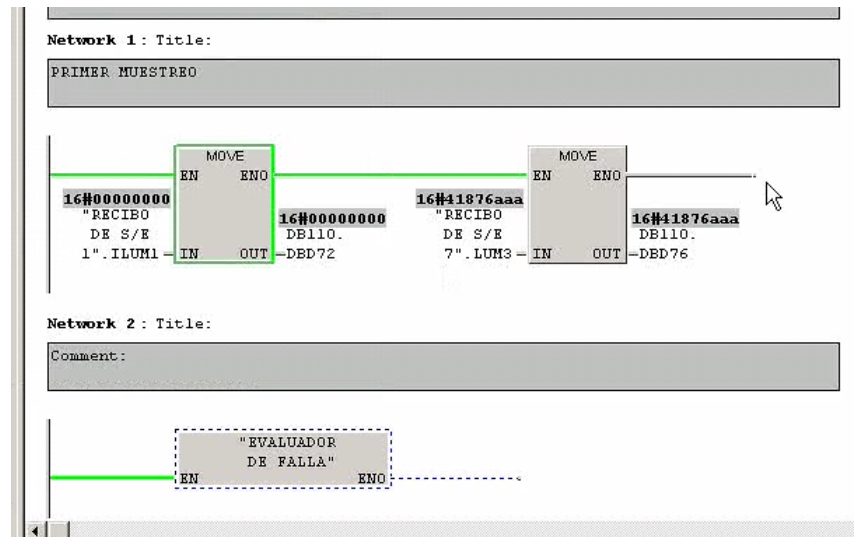 Network 1: Title:
PRIMER MUESTREO
MOVE
EN ENO
16#00000000
"RECIBO
DE S/E
1".ILUM1
IN OUT
16#00000000
DB110.
DBD72
MOVE
EN ENO
16#41876aaa
"RECIBO
DE S/E
7".LUM3
IN OUT
16#41876aaa
DB110.
DBD76
Network 2: Title:
Comment:
"EVALUADOR
DE FALLA"
EN ENO